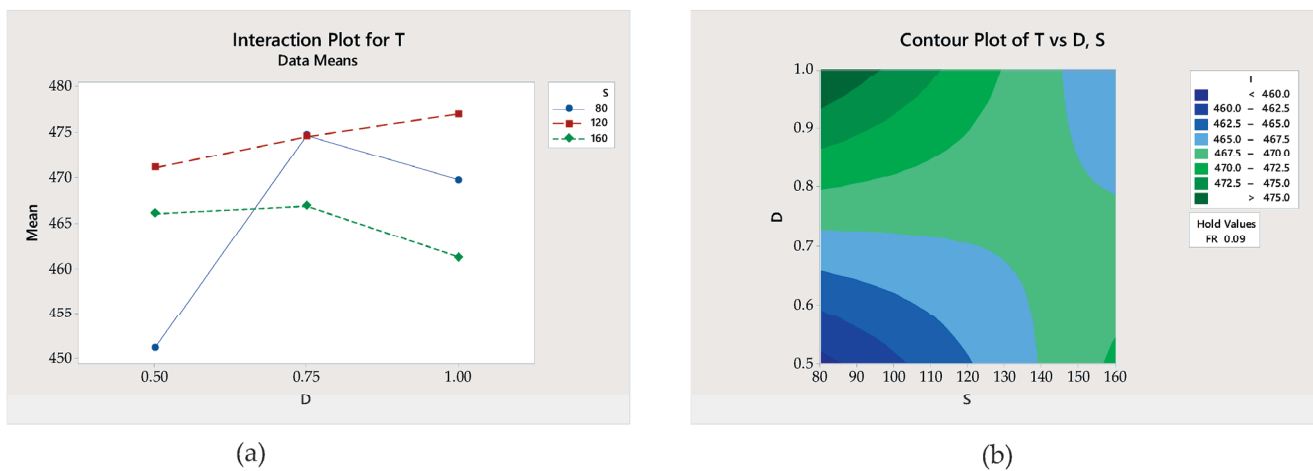 Interaction Plot for T
Data Means
480
475
470
465
460
455
450
Mean
0.50 0.75 1.00
D
S
80
120
160
(a)
Contour Plot of T vs D, S
1.0
0.9
0.8
0.7
0.6
0.5
D
80 90 100 110 120 130 140 150 160
S
< 460.0
460.0 – 462.5
462.5 – 465.0
465.0 – 467.5
467.5 – 470.0
470.0 – 472.5
472.5 – 475.0
> 475.0
Hold Values
FR 0.09
(b)